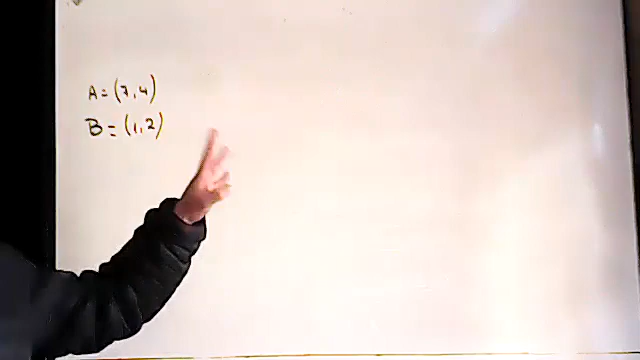 A = (7, 4)
B = (1, 2)